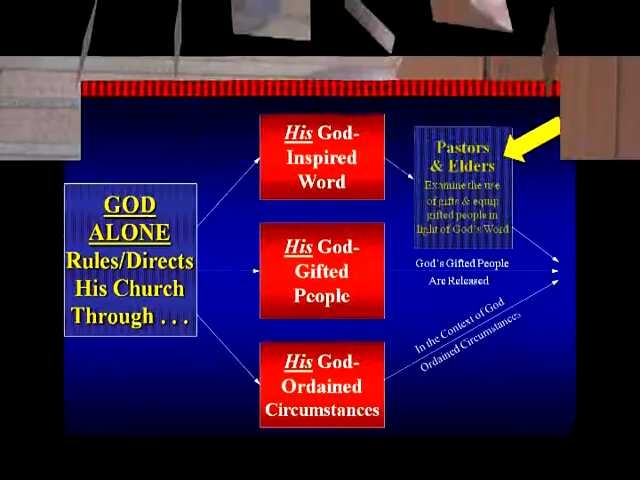 GOD
ALONE
Rules/Directs
His Church
Through . . .
His God-
Inspired
Word
His God-
Gifted
People
His God-
Ordained
Circumstances
Pastors
& Elders
Examine the use
of gifts & equip
gifted people in
light of God's Word
God's Gifted People
Are Released
In the Context of God
Ordained Circumstances